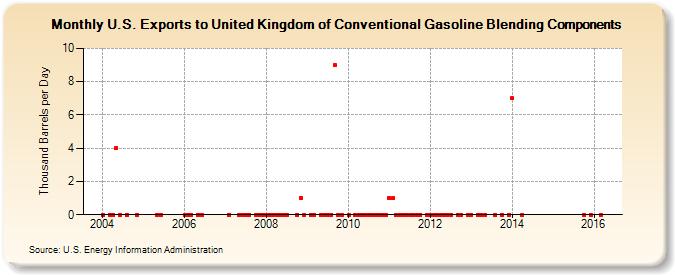 Monthly U.S. Exports to United Kingdom of Conventional Gasoline Blending Components
Thousand Barrels per Day
10
8
6
4
2
0
2004 2006 2008 2010 2012 2014 2016
Source: U.S. Energy Information Administration